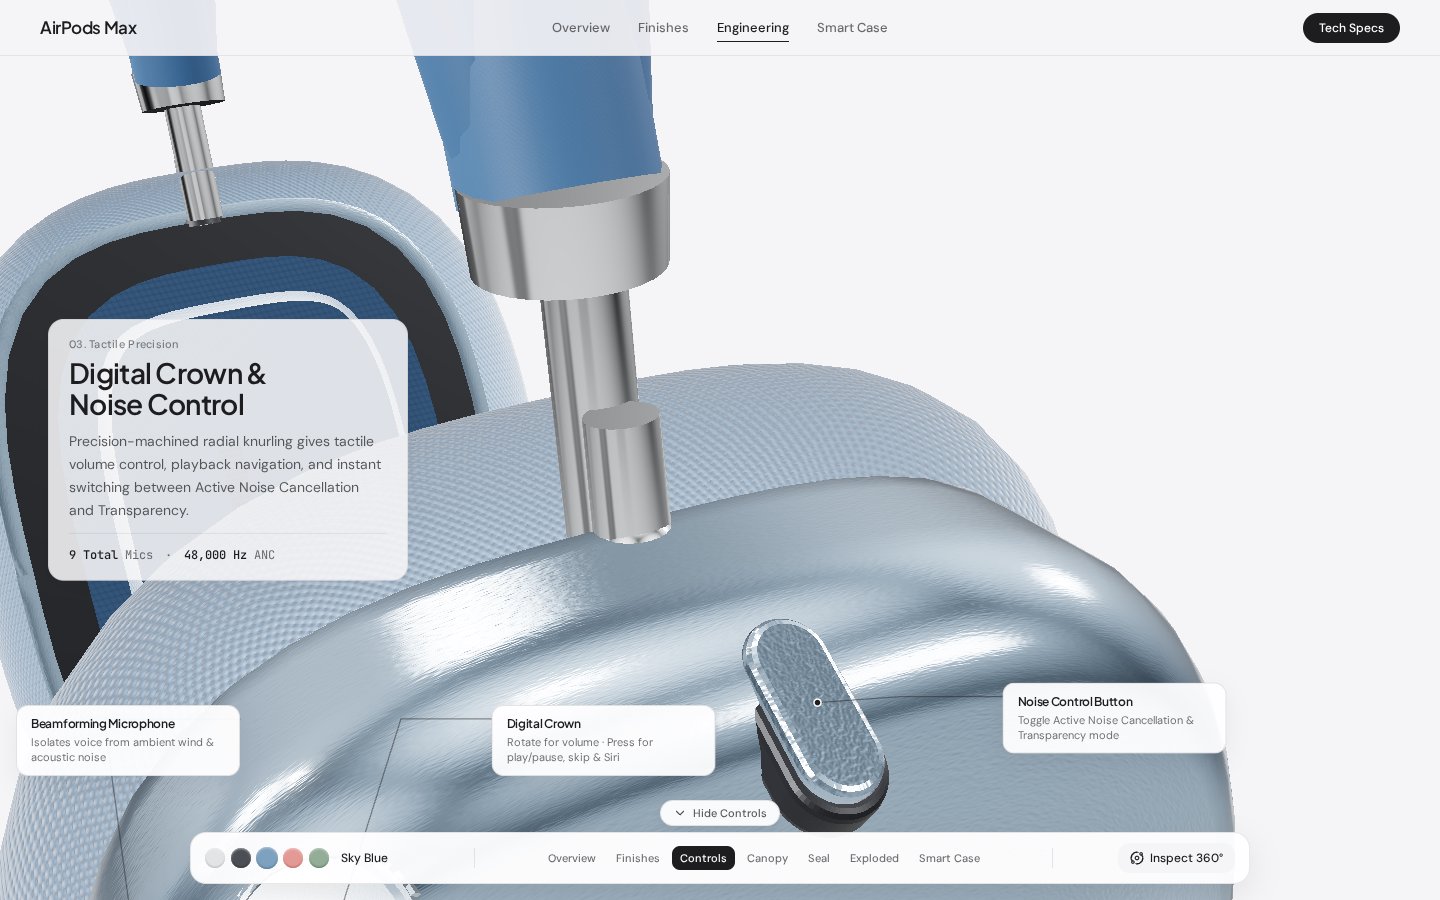 AirPods Max
Overview
Finishes
Engineering
Smart Case
Tech Specs
03. Tactile Precision
Digital Crown &
Noise Control
Precision-machined radial knurling gives tactile
volume control, playback navigation, and instant
switching between Active Noise Cancellation
and Transparency.
9 Total Mics · 48,000 Hz ANC
Beamforming Microphone
Isolates voice from ambient wind &
acoustic noise
Digital Crown
Rotate for volume · Press for
play/pause, skip & Siri
Noise Control Button
Toggle Active Noise Cancellation &
Transparency mode
Hide Controls
Sky Blue
Overview
Finishes
Controls
Canopy
Seal
Exploded
Smart Case
Inspect 360°